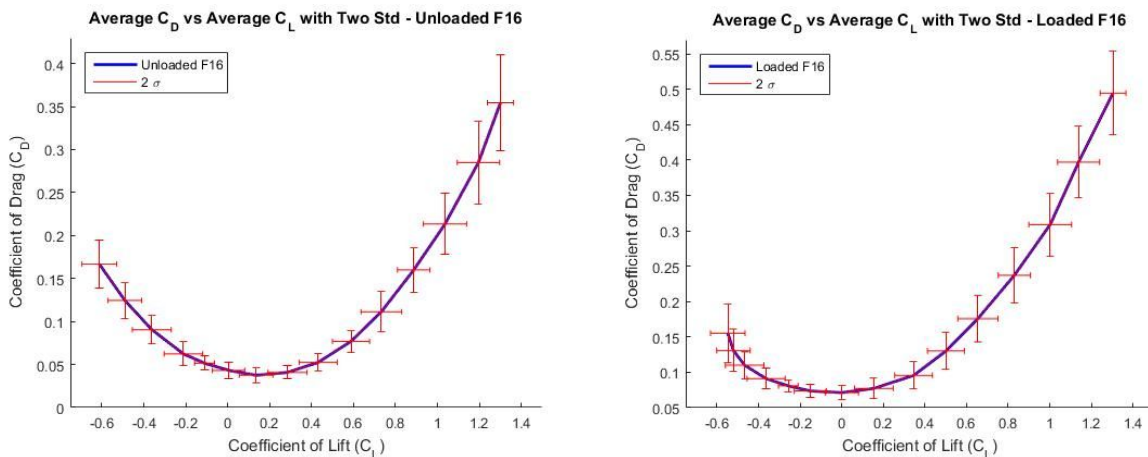 Average C_D vs Average C_L with Two Std - Unloaded F16
Unloaded F16
2 σ
Coefficient of Drag (C_D)
0.4
0.35
0.3
0.25
0.2
0.15
0.1
0.05
0
-0.6 -0.4 -0.2 0 0.2 0.4 0.6 0.8 1 1.2 1.4
Coefficient of Lift (C_L)
Average C_D vs Average C_L with Two Std - Loaded F16
Loaded F16
2 σ
Coefficient of Drag (C_D)
0.55
0.5
0.45
0.4
0.35
0.3
0.25
0.2
0.15
0.1
0.05
-0.6 -0.4 -0.2 0 0.2 0.4 0.6 0.8 1 1.2 1.4
Coefficient of Lift (C_L)